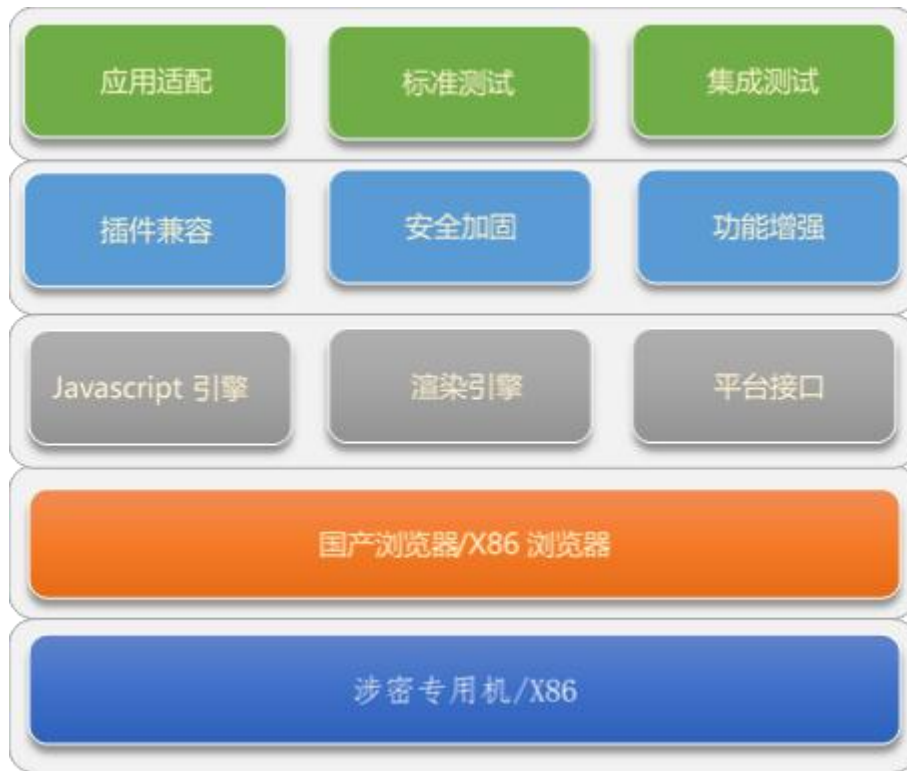 应用适配
标准测试
集成测试
插件兼容
安全加固
功能增强
Javascript 引擎
渲染引擎
平台接口
国产浏览器/X86 浏览器
涉密专用机/X86